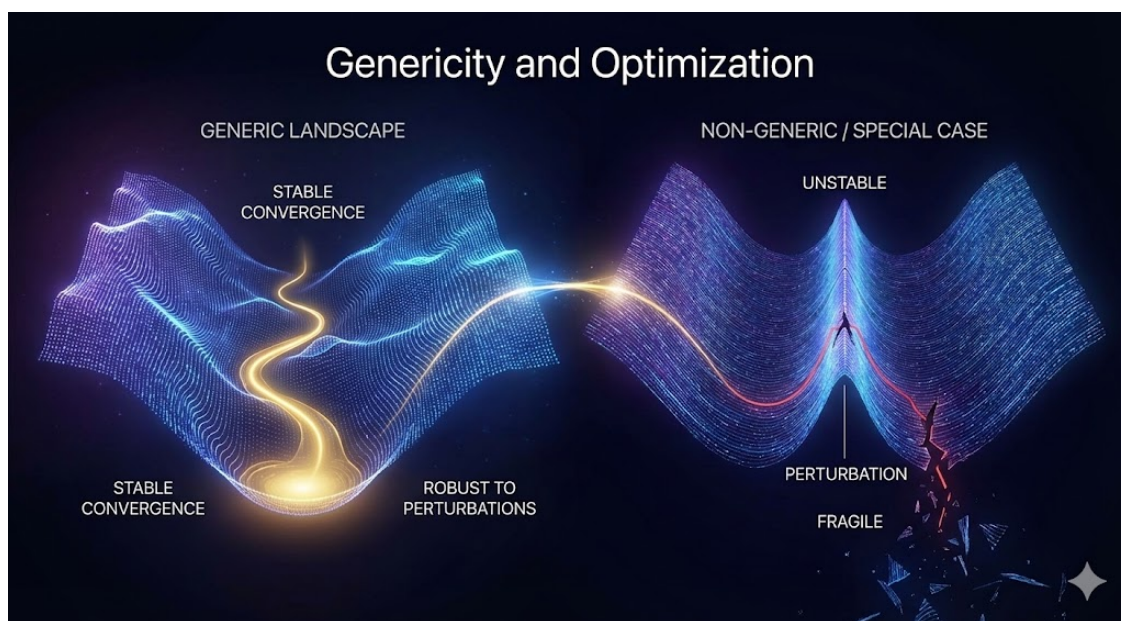 Genericity and Optimization
GENERIC LANDSCAPE
NON-GENERIC / SPECIAL CASE
STABLE
CONVERGENCE
UNSTABLE
STABLE
CONVERGENCE
ROBUST TO
PERTURBATIONS
PERTURBATION
FRAGILE